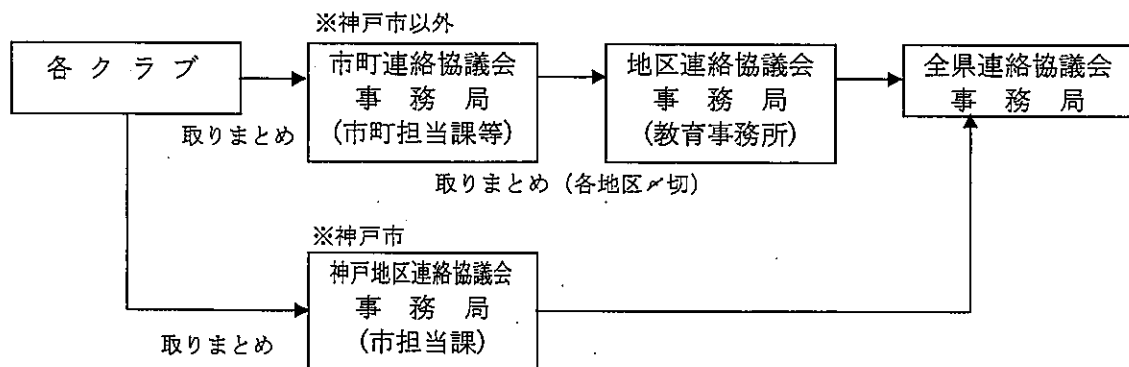 ※神戸市以外
各クラブ
市町連絡協議会
事務局
(市町担当課等)
地区連絡協議会
事務局
(教育事務所)
全県連絡協議会
事務局
取りまとめ
取りまとめ（各地区〆切）
※神戸市
神戸地区連絡協議会
事務局
(市担当課)
取りまとめ